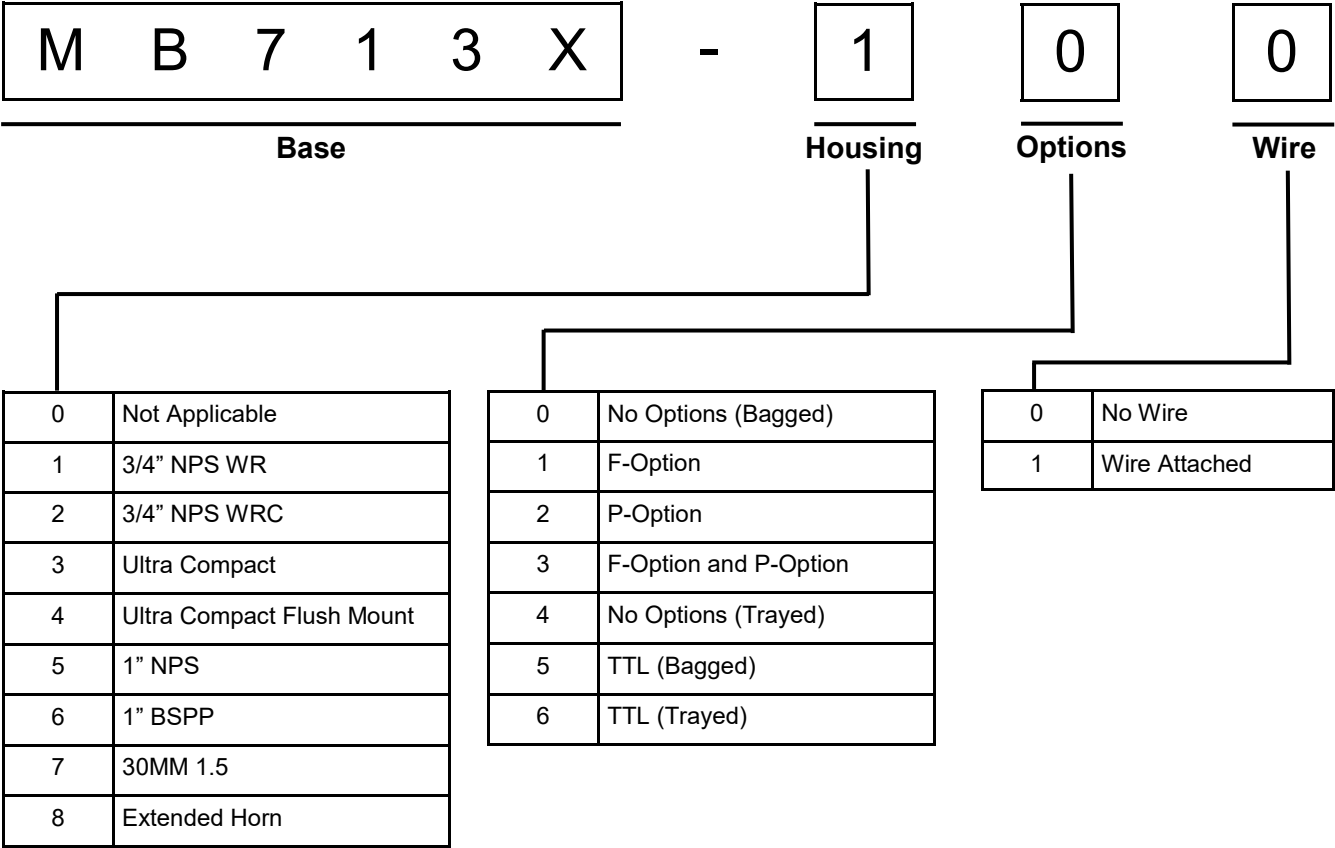 M B 7 1 3 X - 1 0 0
Base Housing Options Wire
0 Not Applicable
1 3/4” NPS WR
2 3/4” NPS WRC
3 Ultra Compact
4 Ultra Compact Flush Mount
5 1” NPS
6 1” BSPP
7 30MM 1.5
8 Extended Horn
0 No Options (Bagged)
1 F-Option
2 P-Option
3 F-Option and P-Option
4 No Options (Trayed)
5 TTL (Bagged)
6 TTL (Trayed)
0 No Wire
1 Wire Attached